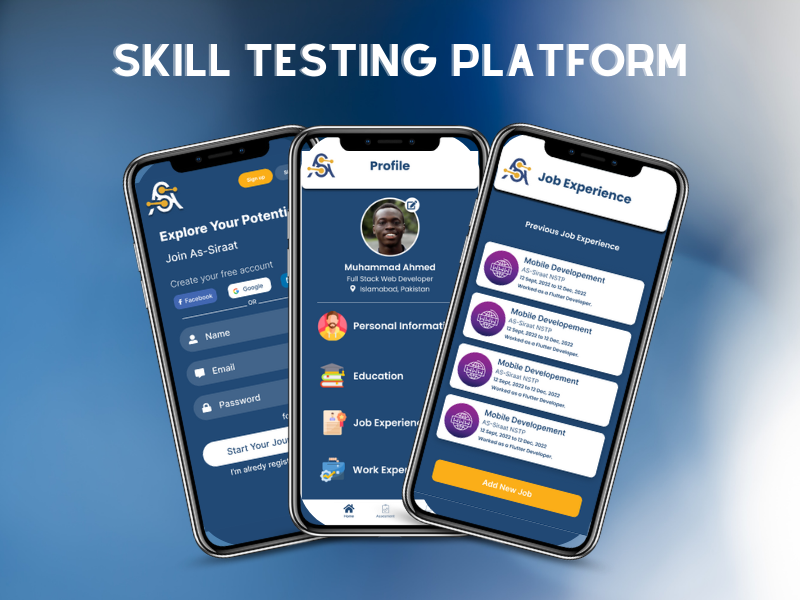 SKILL TESTING PLATFORM
Sign up
Explore Your Potenti
Join As-Siraat
Create your free account
Facebook
Google
OR
Name
Email
Password
fo
Start Your Jou
I'm alredy regist
Profile
Muhammad Ahmed
Full Stack Web Developer
Islamabad, Pakistan
Personal Informati
Education
Job Experienc
Work Exper
Home
Assessment
Job Experience
Previous Job Experience
Mobile Developement
AS-Siraat NSTP
12 Sept, 2022 to 12 Dec, 2022
Worked as a Flutter Developer.
Mobile Developement
AS-Siraat NSTP
12 Sept, 2022 to 12 Dec, 2022
Worked as a Flutter Developer.
Mobile Developement
AS-Siraat NSTP
12 Sept, 2022 to 12 Dec, 2022
Worked as a Flutter Developer.
Mobile Developement
AS-Siraat NSTP
12 Sept, 2022 to 12 Dec, 2022
Worked as a Flutter Developer.
Add New Job